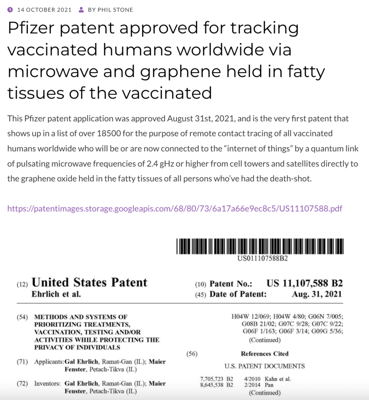 14 OCTOBER 2021 BY PHIL STONE
Pfizer patent approved for tracking
vaccinated humans worldwide via
microwave and graphene held in fatty
tissues of the vaccinated
This Pfizer patent application was approved August 31st, 2021, and is the very first patent that
shows up in a list of over 18500 for the purpose of remote contact tracing of all vaccinated
humans worldwide who will be or are now connected to the "internet of things" by a quantum link
of pulsating microwave frequencies of 2.4 gHz or higher from cell towers and satellites directly to
the graphene oxide held in the fatty tissues of all persons who've had the death-shot.
https://patentimages.storage.googleapis.com/68/80/73/6a17a66e9ec8c5/US11107588.pdf
US011107588B2
(12) United States Patent
Ehrlich et al.
(10) Patent No.: US 11,107,588 B2
(45) Date of Patent: Aug. 31, 2021
(54) METHODS AND SYSTEMS OF
PRIORITIZING TREATMENTS,
VACCINATION, TESTING AND/OR
ACTIVITIES WHILE PROTECTING THE
PRIVACY OF INDIVIDUALS
(71) Applicants: Gal Ehrlich, Ramat-Gan (IL); Maier
Fenster, Petach-Tikva (IL)
(72) Inventors: Gal Ehrlich, Ramat-Gan (IL); Maier
Fenster, Petach-Tikva (IL)
H04W 12/069; H04W 4/80; G06N 7/005;
G08B 21/02; G07C 9/28; G07C 9/22;
G06F 1/163; G06F 3/14; G09G 5/36;
(Continued)
(56) References Cited
U.S. PATENT DOCUMENTS
7,705,723 B2 4/2010 Kahn et al.
8,645,538 B2 2/2014 Pan
(Continued)